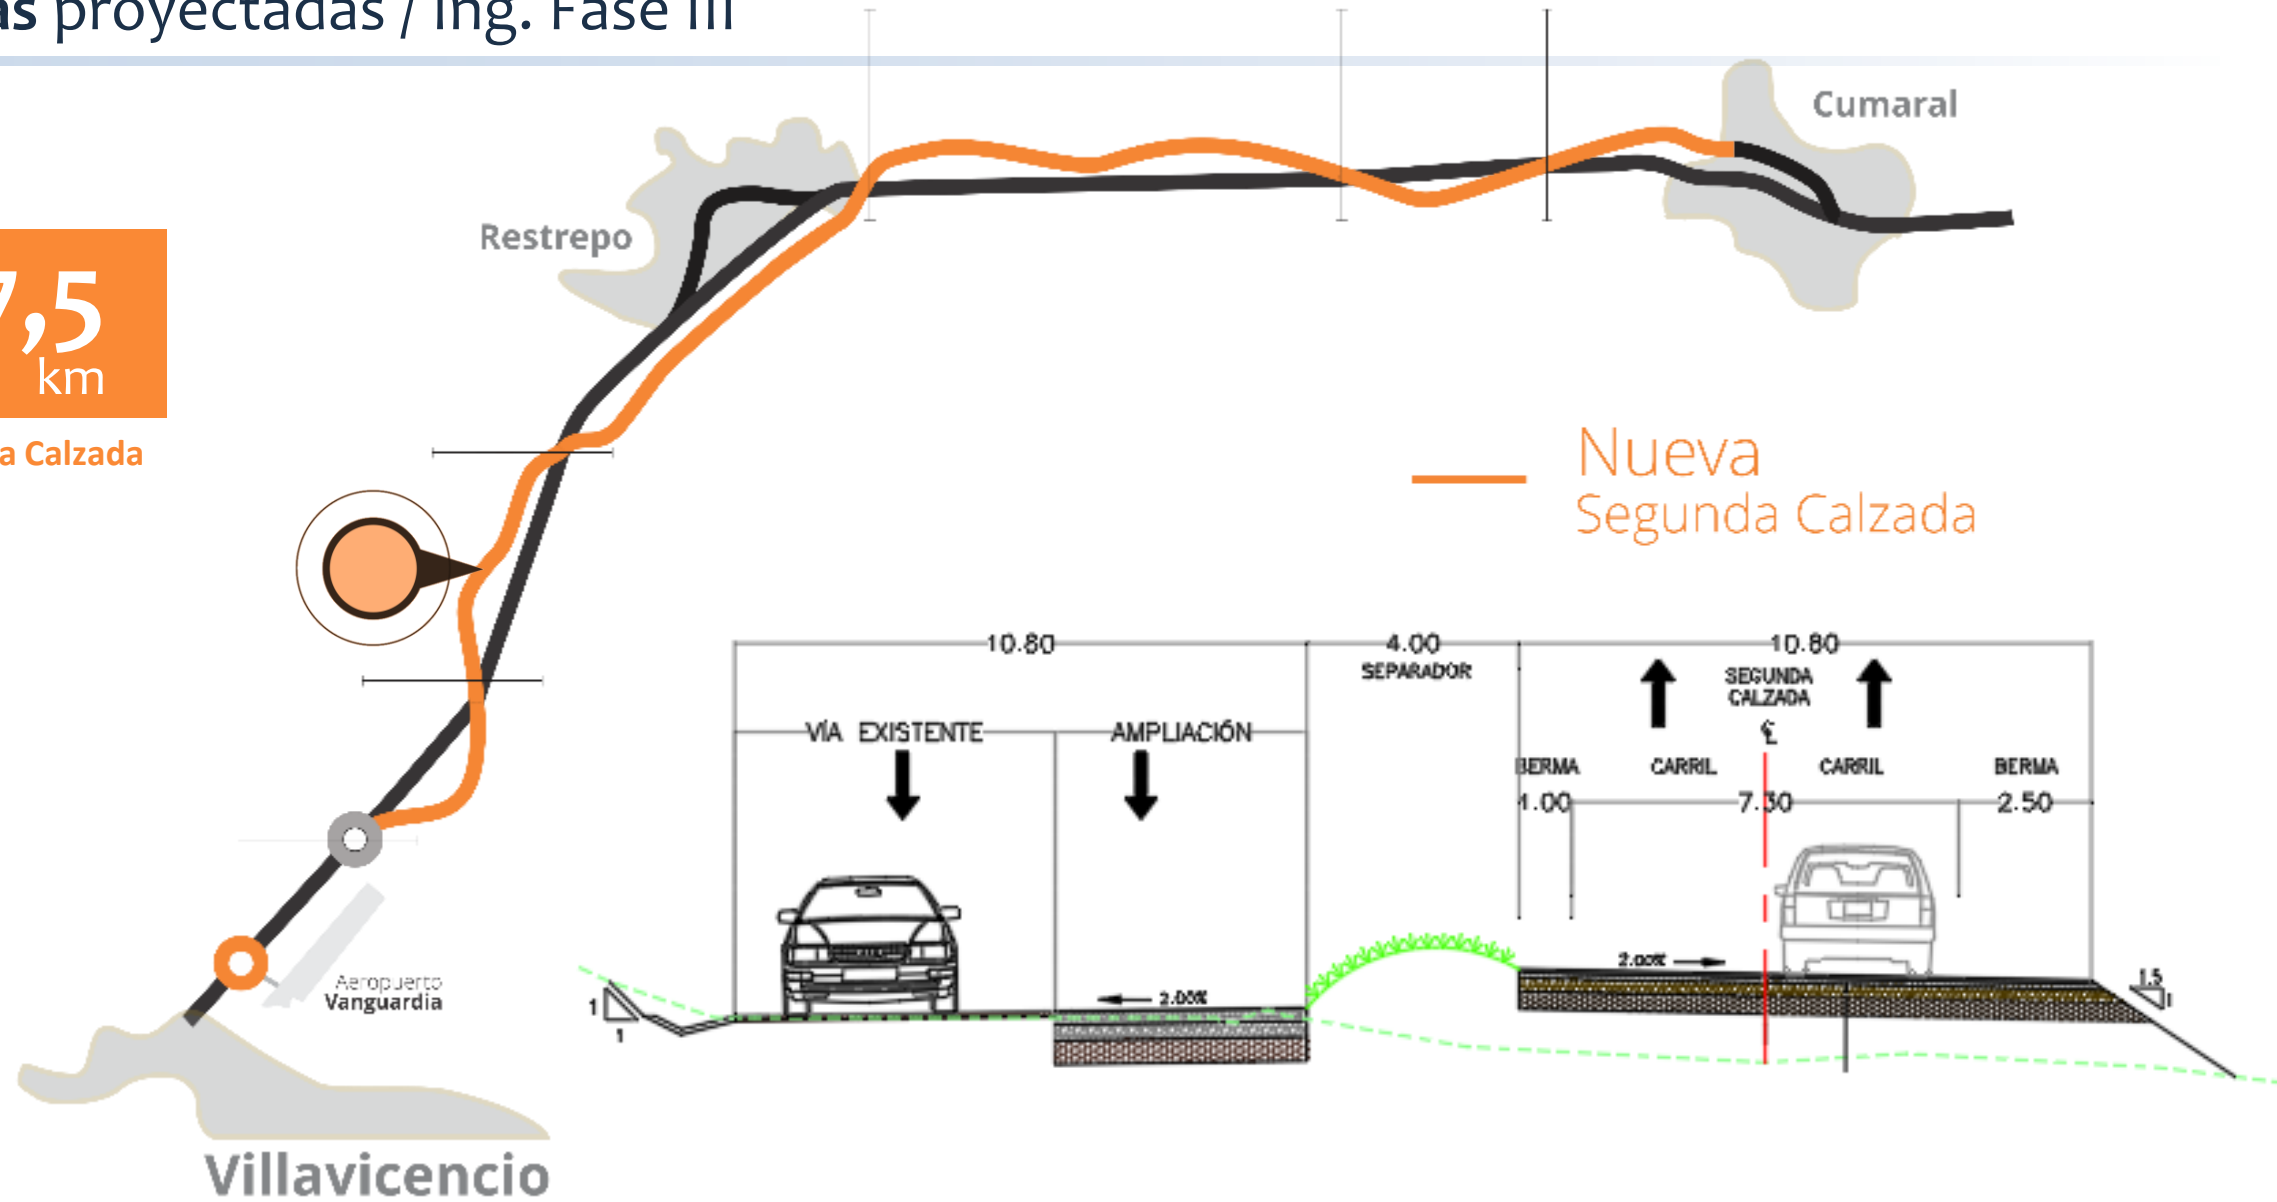 as proyectadas / Ing. Fase III
Cumaral
Restrepo
7,5
km
a Calzada
Nueva
Segunda Calzada
10.80
4.00
10.80
SEPARADOR
SEGUNDA
CALZADA
VÍA EXISTENTE
AMPLIACIÓN
BERMA
CARRIL
CARRIL
BERMA
1.00
7.30
2.50
2.00%
2.00%
1
1
1.5
1
Aeropuerto
Vanguardia
Villavicencio